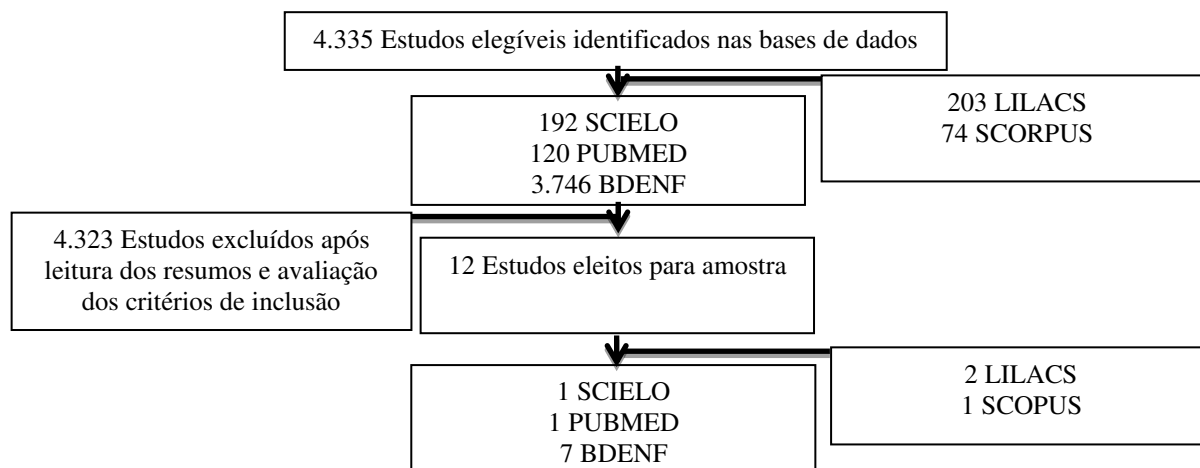 4.335 Estudos elegíveis identificados nas bases de dados
192 SCIELO
120 PUBMED
3.746 BDENF
203 LILACS
74 SCORPUS
4.323 Estudos excluídos após
leitura dos resumos e avaliação
dos critérios de inclusão
12 Estudos eleitos para amostra
1 SCIELO
1 PUBMED
7 BDENF
2 LILACS
1 SCOPUS